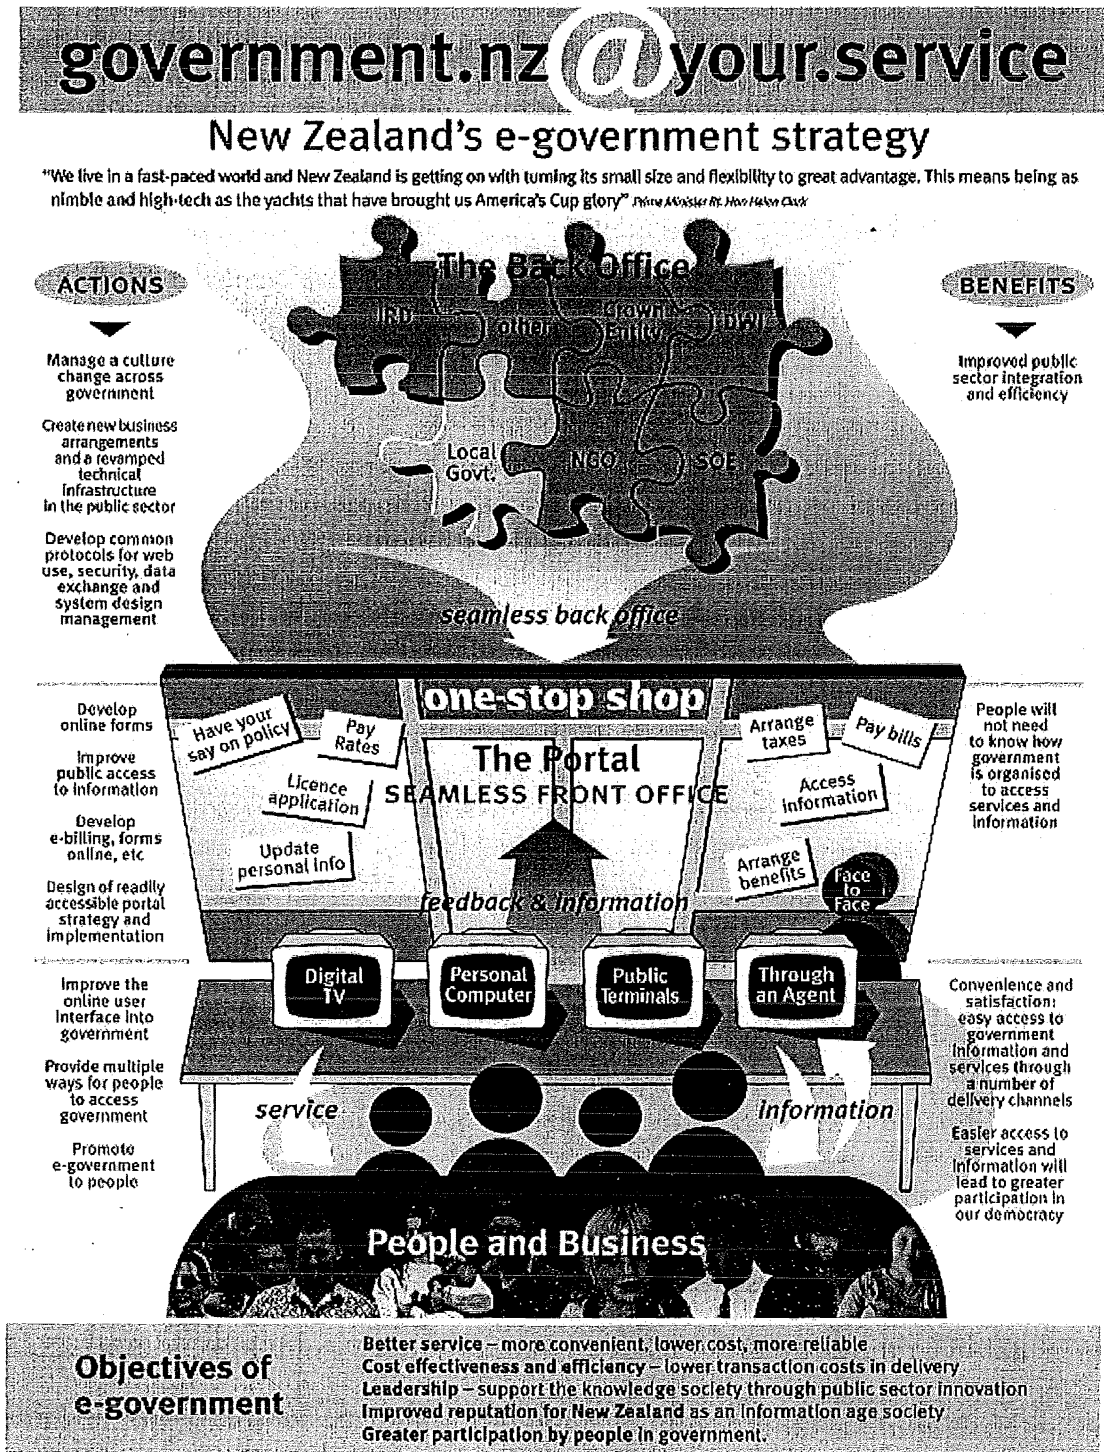 government.nz@your.service
New Zealand's e-government strategy
"We live in a fast-paced world and New Zealand is getting on with turning its small size and flexibility to great advantage. This means being as
nimble and high-tech as the yachts that have brought us America's Cup glory" Prime Minister Rt. Hon Helen Clark
ACTIONS
Manage a culture
change across
government
Create new business
arrangements
and a revamped
technical
infrastructure
in the public sector
Develop common
protocols for web
use, security, data
exchange and
system design
management
The Back Office
IRD
other
Crown
Entity
DWI
Local
Govt.
NGO
SOE
seamless back office
BENEFITS
Improved public
sector integration
and efficiency
Develop
online forms
Improve
public access
to information
Develop
e-billing, forms
online, etc
Design of readily
accessible portal
strategy and
implementation
one-stop shop
Have your
say on policy
Pay
Rates
Licence
application
Update
personal info
The Portal
SEAMLESS FRONT OFFICE
Arrange
taxes
Pay bills
Access
information
Arrange
benefits
Face
to
Face
feedback & information
People will
not need
to know how
government
is organised
to access
services and
information
Improve the
online user
interface into
government
Provide multiple
ways for people
to access
government
Promote
e-government
to people
Digital
TV
Personal
Computer
Public
Terminals
Through
an Agent
service
information
Convenience and
satisfaction:
easy access to
government
information and
services through
a number of
delivery channels
Easier access to
services and
information will
lead to greater
participation in
our democracy
People and Business
Objectives of
e-government
Better service – more convenient, lower cost, more reliable
Cost effectiveness and efficiency – lower transaction costs in delivery
Leadership – support the knowledge society through public sector innovation
Improved reputation for New Zealand as an information age society
Greater participation by people in government.